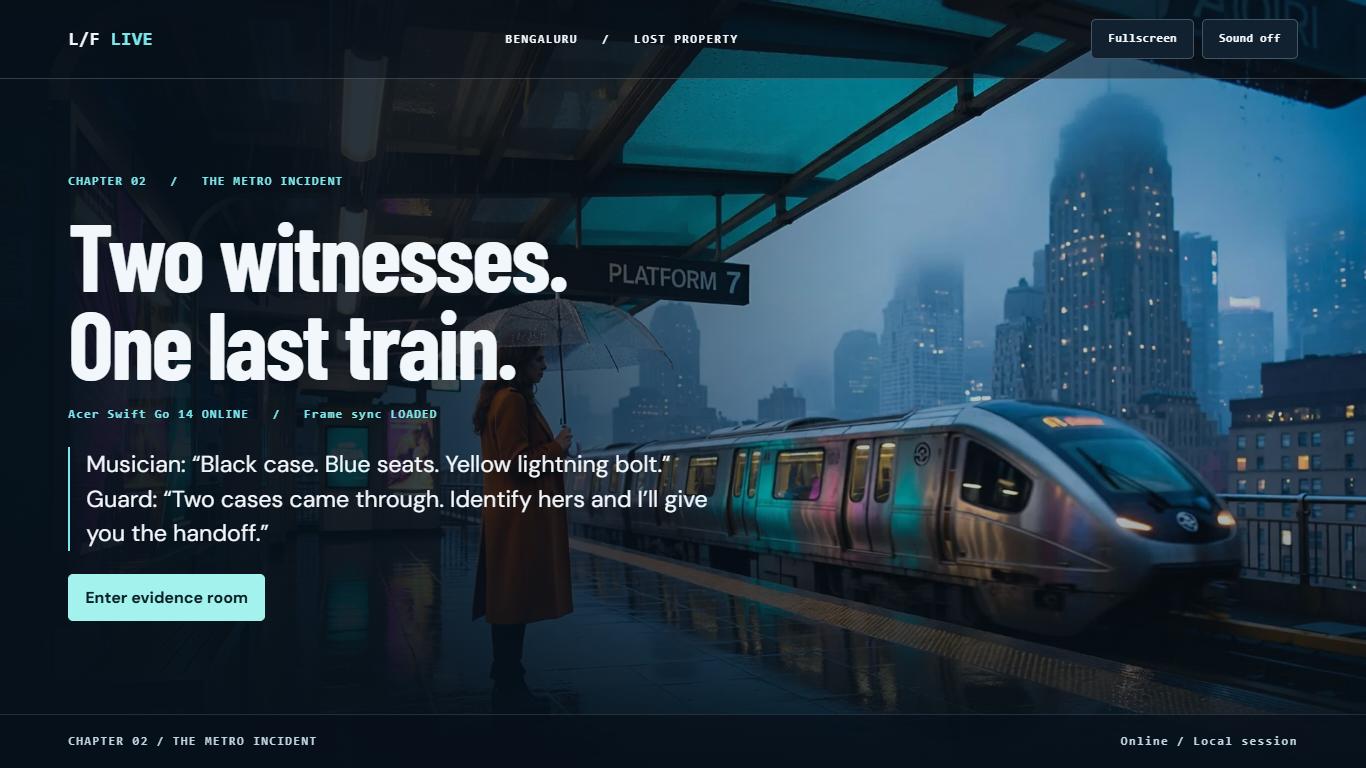 L/F LIVE
BENGALURU / LOST PROPERTY
Fullscreen
Sound off
CHAPTER 02 / THE METRO INCIDENT
Two witnesses.
One last train.
PLATFORM 7
Acer Swift Go 14 ONLINE / Frame sync LOADED
Musician: “Black case. Blue seats. Yellow lightning bolt.”
Guard: “Two cases came through. Identify hers and I’ll give
you the handoff.”
Enter evidence room
CHAPTER 02 / THE METRO INCIDENT
Online / Local session